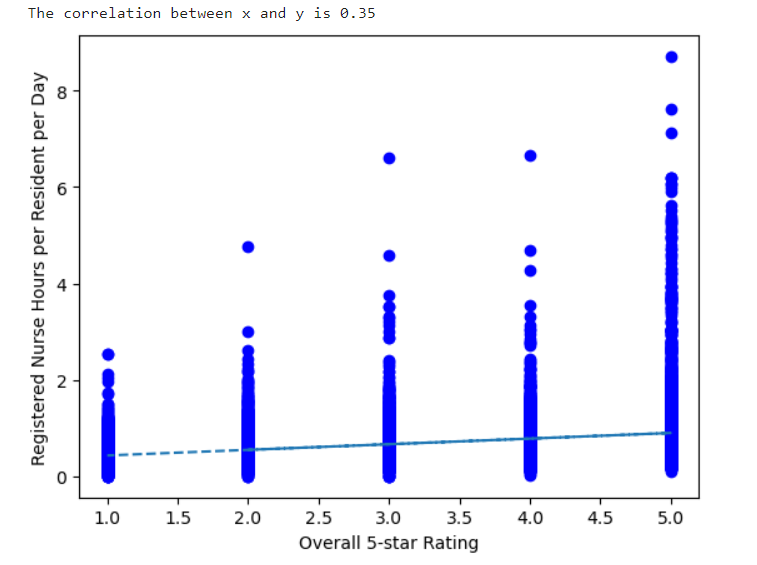 The correlation between x and y is 0.35
Registered Nurse Hours per Resident per Day
8
6
4
2
0
1.0 1.5 2.0 2.5 3.0 3.5 4.0 4.5 5.0
Overall 5-star Rating